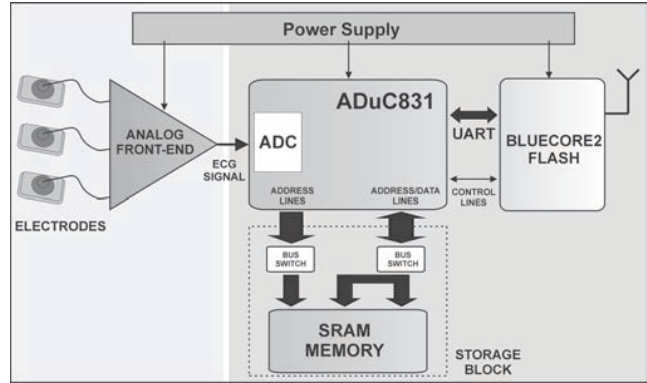 Power Supply
ADuC831
ANALOG
FRONT-END
ADC
ECG
SIGNAL
UART
BLUECORE2
FLASH
ADDRESS
LINES
ADDRESS/DATA
LINES
CONTROL
LINES
ELECTRODES
BUS
SWITCH
BUS
SWITCH
SRAM
MEMORY
STORAGE
BLOCK